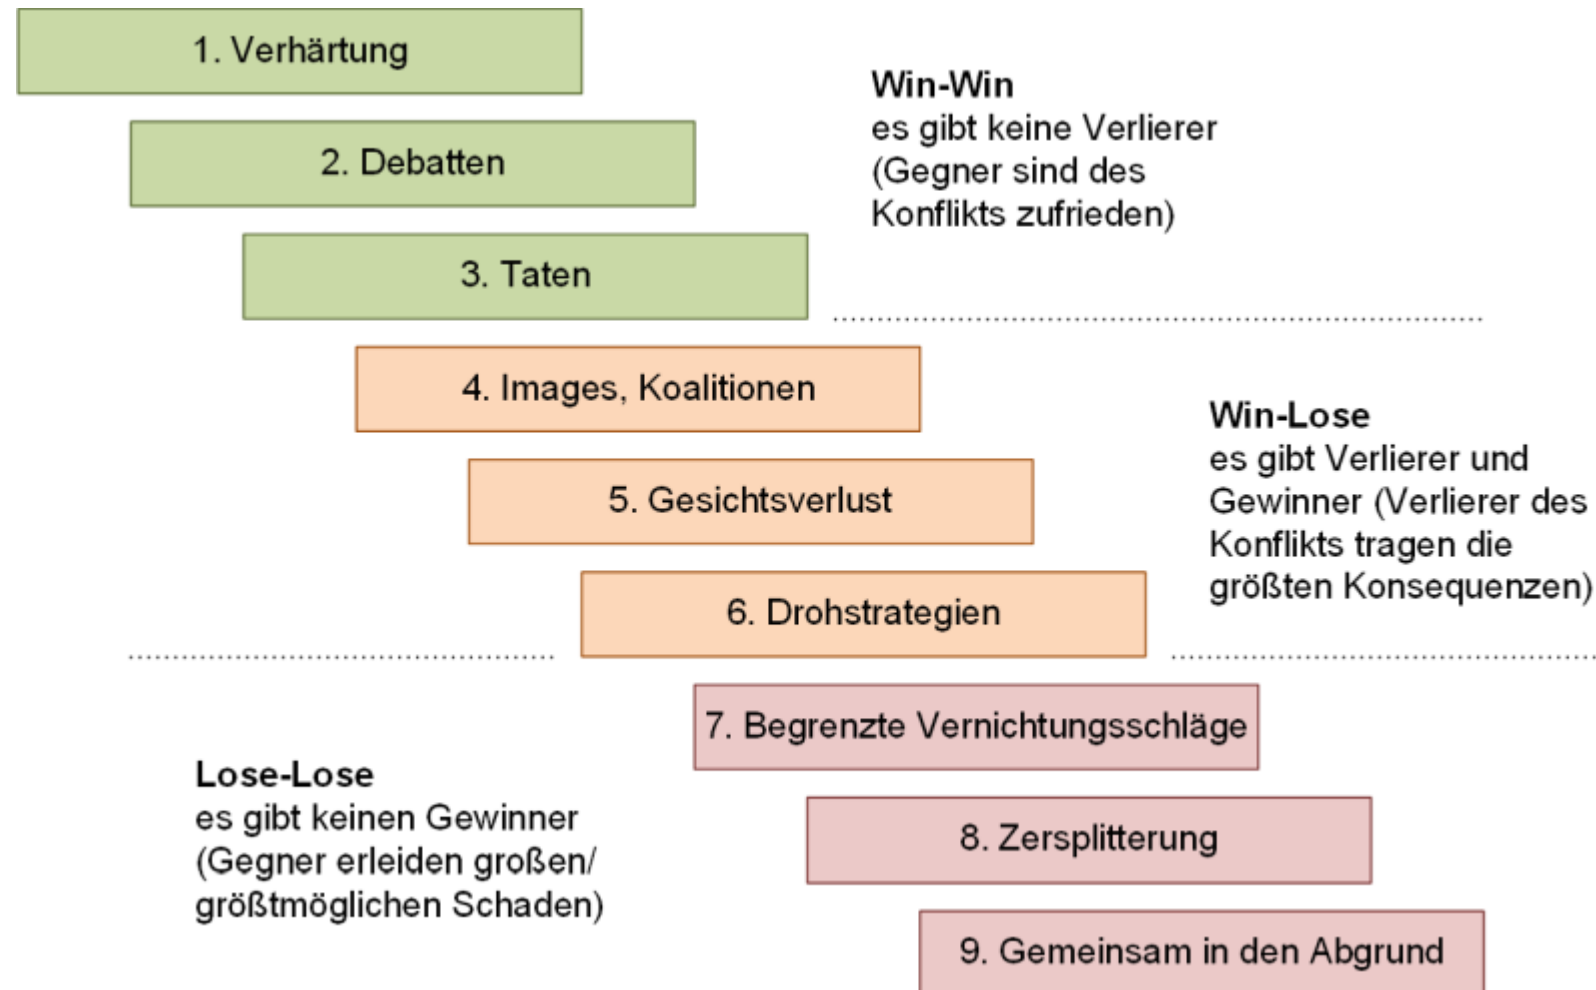 1. Verhärtung
2. Debatten
3. Taten
Win-Win
es gibt keine Verlierer
(Gegner sind des
Konflikts zufrieden)
4. Images, Koalitionen
5. Gesichtsverlust
6. Drohstrategien
Win-Lose
es gibt Verlierer und
Gewinner (Verlierer des
Konflikts tragen die
größten Konsequenzen)
7. Begrenzte Vernichtungsschläge
8. Zersplitterung
9. Gemeinsam in den Abgrund
Lose-Lose
es gibt keinen Gewinner
(Gegner erleiden großen/
größtmöglichen Schaden)